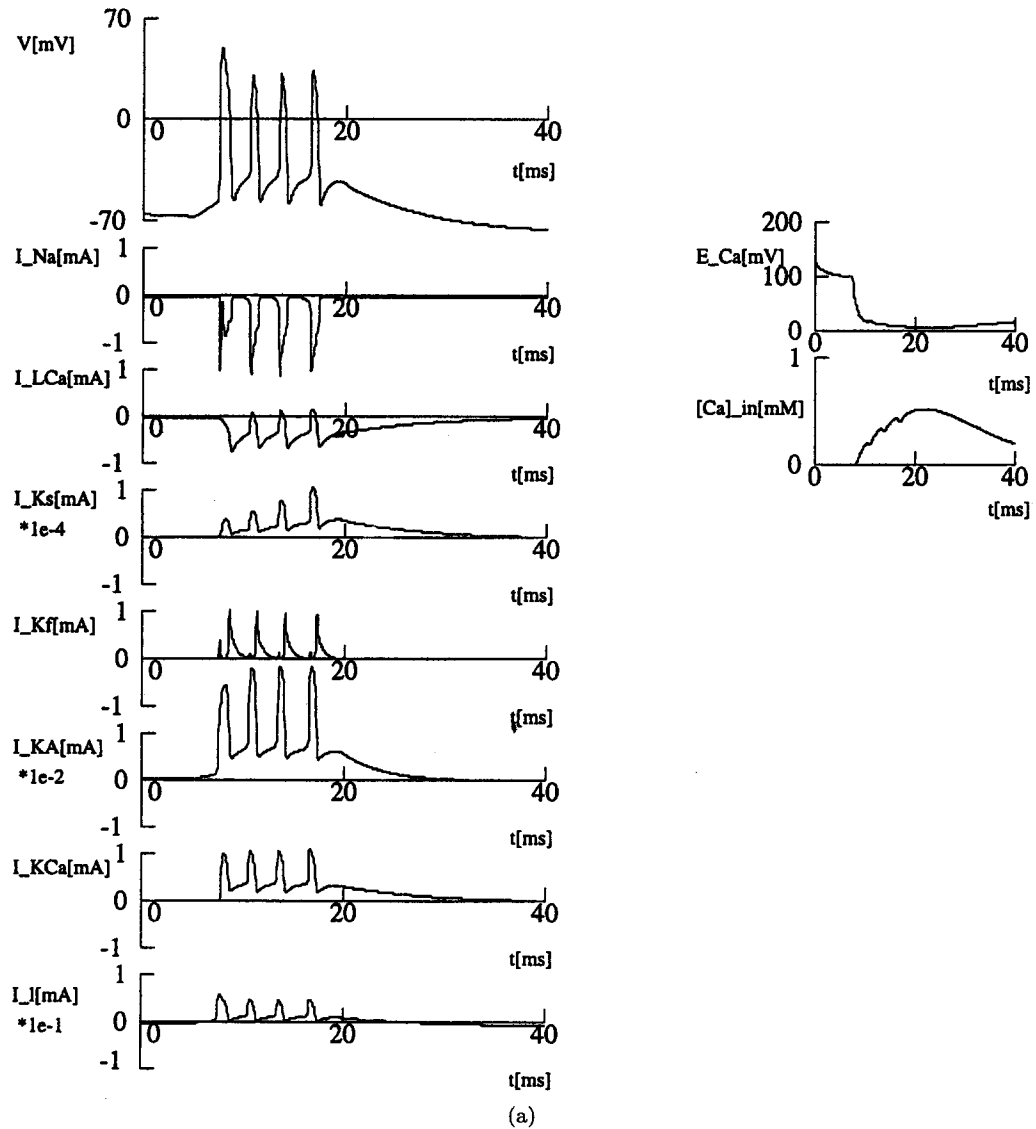 70
V[mV]
0
0
20
40
t[ms]
-70
I_Na[mA]
1
0
0
20
40
-1
t[ms]
I_LCa[mA]
1
0
0
20
40
-1
t[ms]
I_Ks[mA]
*1e-4
1
0
0
20
40
-1
t[ms]
I_Kf[mA]
1
0
0
20
40
-1
t[ms]
I_KA[mA]
*1e-2
1
0
0
20
40
-1
t[ms]
I_KCa[mA]
1
0
0
20
40
-1
t[ms]
I_l[mA]
*1e-1
1
0
0
20
40
-1
t[ms]
200
E_Ca[mV]
100
0
0
20
40
t[ms]
1
[Ca]_in[mM]
0
0
20
40
t[ms]
(a)